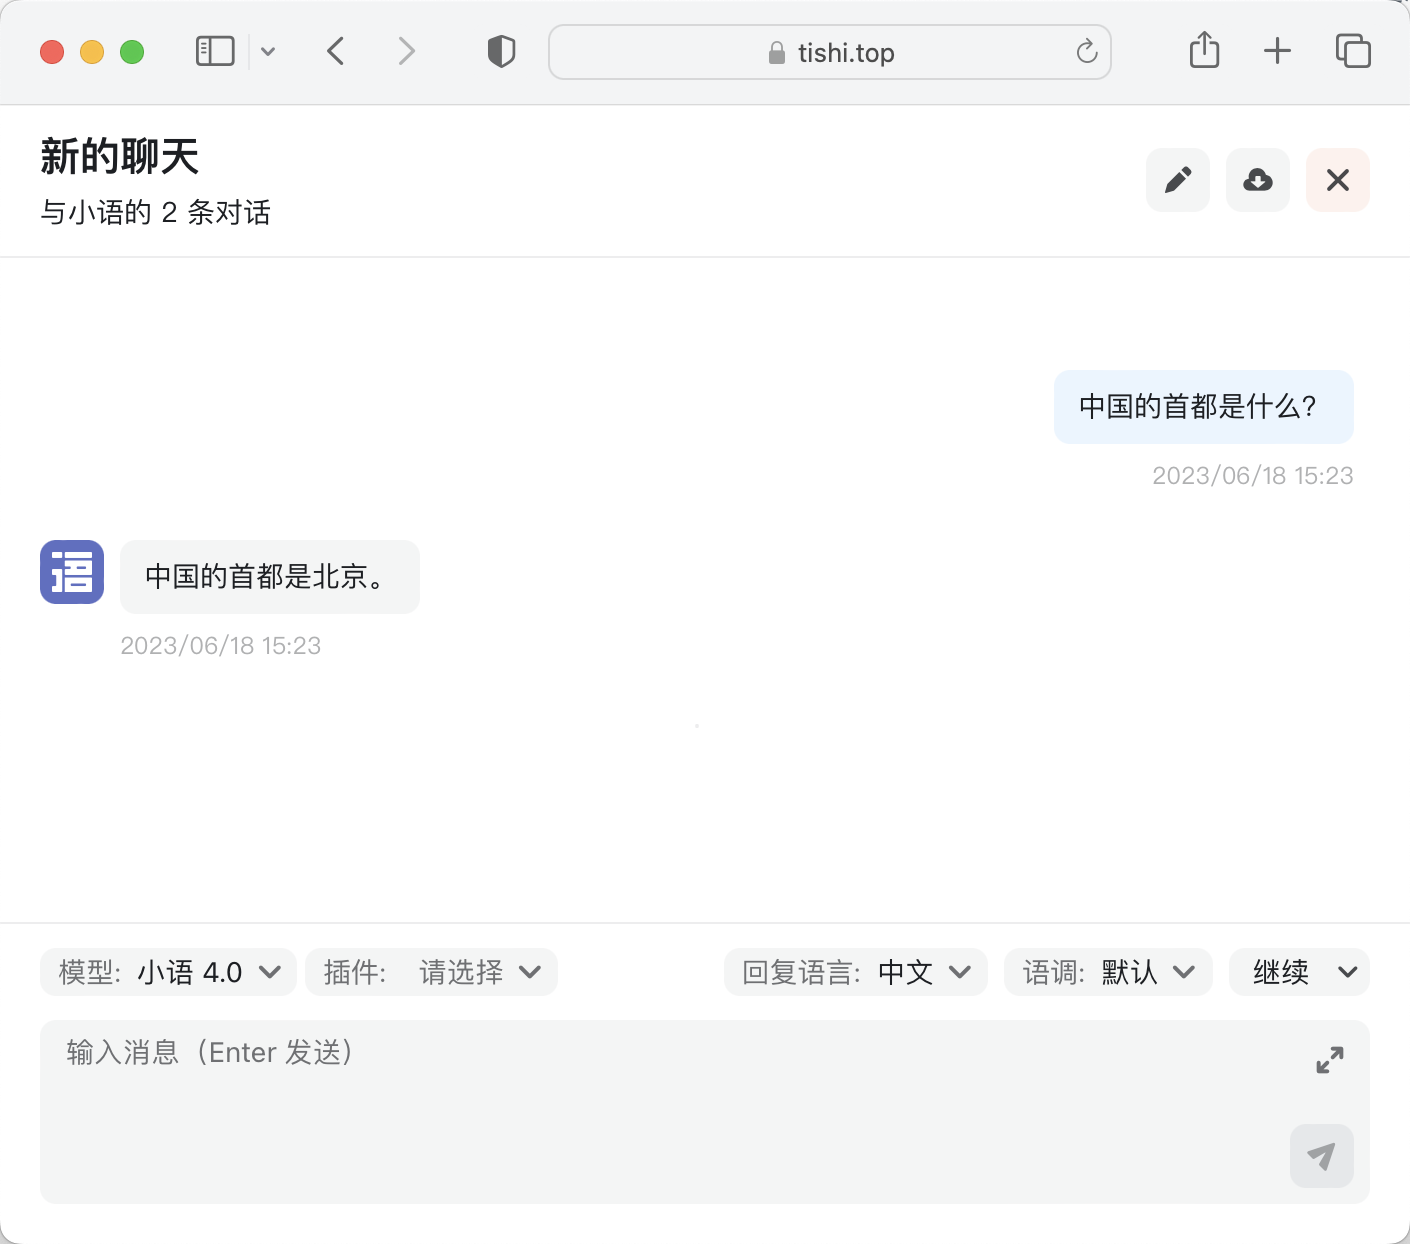 tishi.top
新的聊天
与小语的 2 条对话
中国的首都是什么?
2023/06/18 15:23
语
中国的首都是北京。
2023/06/18 15:23
模型: 小语 4.0 插件: 请选择 回复语言: 中文 语调: 默认 继续
输入消息（Enter 发送）